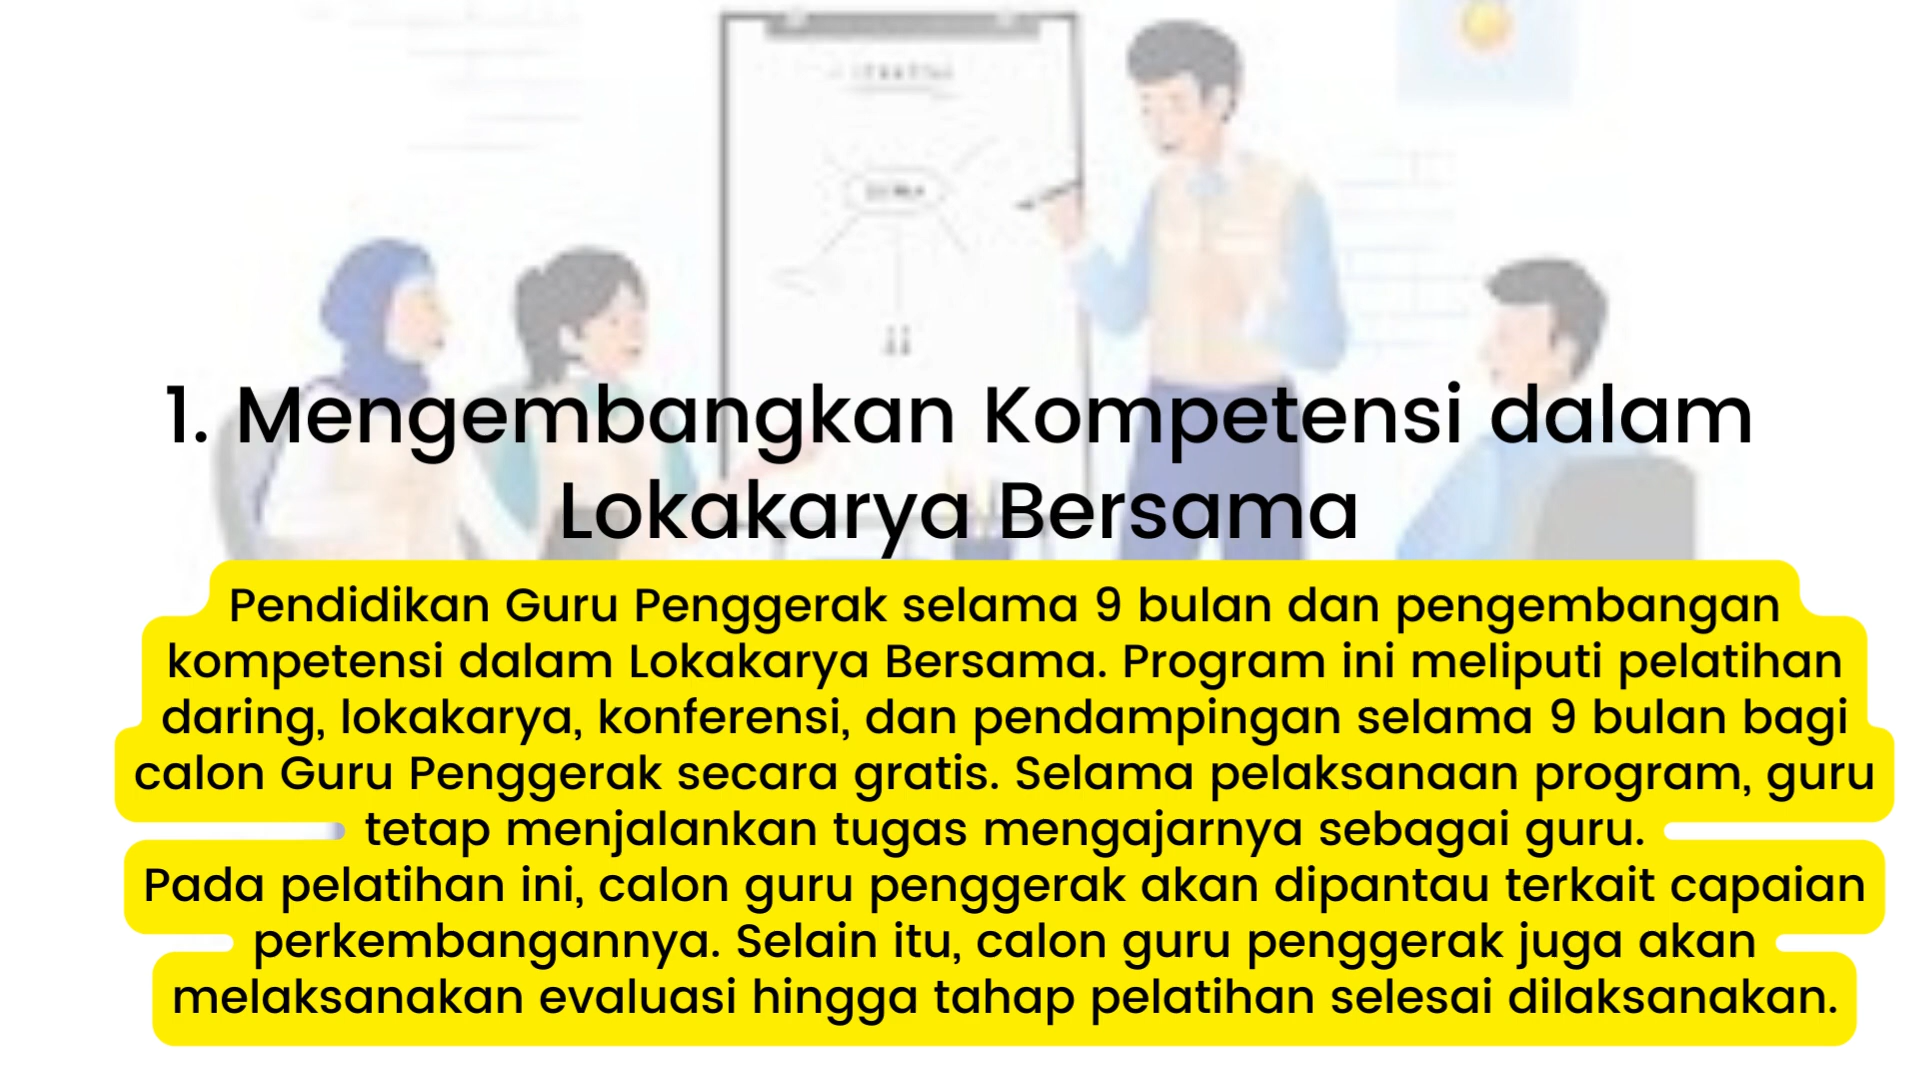 1. Mengembangkan Kompetensi dalam
Lokakarya Bersama
Pendidikan Guru Penggerak selama 9 bulan dan pengembangan
kompetensi dalam Lokakarya Bersama. Program ini meliputi pelatihan
daring, lokakarya, konferensi, dan pendampingan selama 9 bulan bagi
calon Guru Penggerak secara gratis. Selama pelaksanaan program, guru
tetap menjalankan tugas mengajarnya sebagai guru.
Pada pelatihan ini, calon guru penggerak akan dipantau terkait capaian
perkembangannya. Selain itu, calon guru penggerak juga akan
melaksanakan evaluasi hingga tahap pelatihan selesai dilaksanakan.